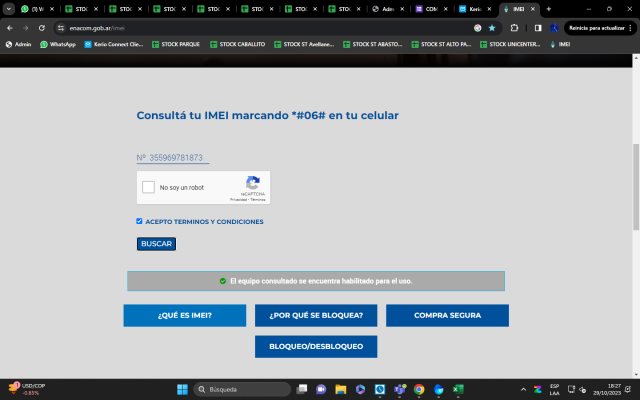 (1) W
STOC
STOC
STOC
STOC
STOC
STOC
STOC
Adm
CON
Keri
IMEI
enacom.gob.ar/imei
Reinicie para actualizar
Admin
WhatsApp
Kerio Connect Clie...
STOCK PARQUE
STOCK CABALLITO
STOCK ST Avellane...
STOCK ST ABASTO...
STOCK ST ALTO PA...
STOCK UNICENTER...
IMEI
Consultá tu IMEI marcando *#06# en tu celular
Nº 355969781873
No soy un robot
reCAPTCHA
Privacidad - Términos
ACEPTO TERMINOS Y CONDICIONES
BUSCAR
El equipo consultado se encuentra habilitado para el uso.
¿QUÉ ES IMEI?
¿POR QUÉ SE BLOQUEA?
COMPRA SEGURA
BLOQUEO/DESBLOQUEO
USD/COP
-0.85%
Búsqueda
ESP
LAA
18:27
29/10/2023